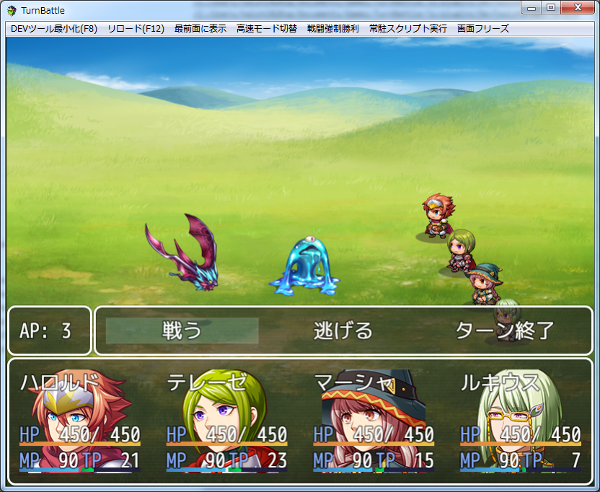 TurnBattle
DEVツール最小化(F8) リロード(F12) 最前面に表示 高速モード切替 戦闘強制勝利 常駐スクリプト実行 画面フリーズ
AP: 3 戦う 逃げる ターン終了
ハロルド テレーゼ マーシャ ルキウス
HP 450/ 450 HP 450/ 450 HP 450/ 450 HP 450/ 450
MP 90 TP 21 MP 90 TP 23 MP 90 TP 15 MP 90 TP 7